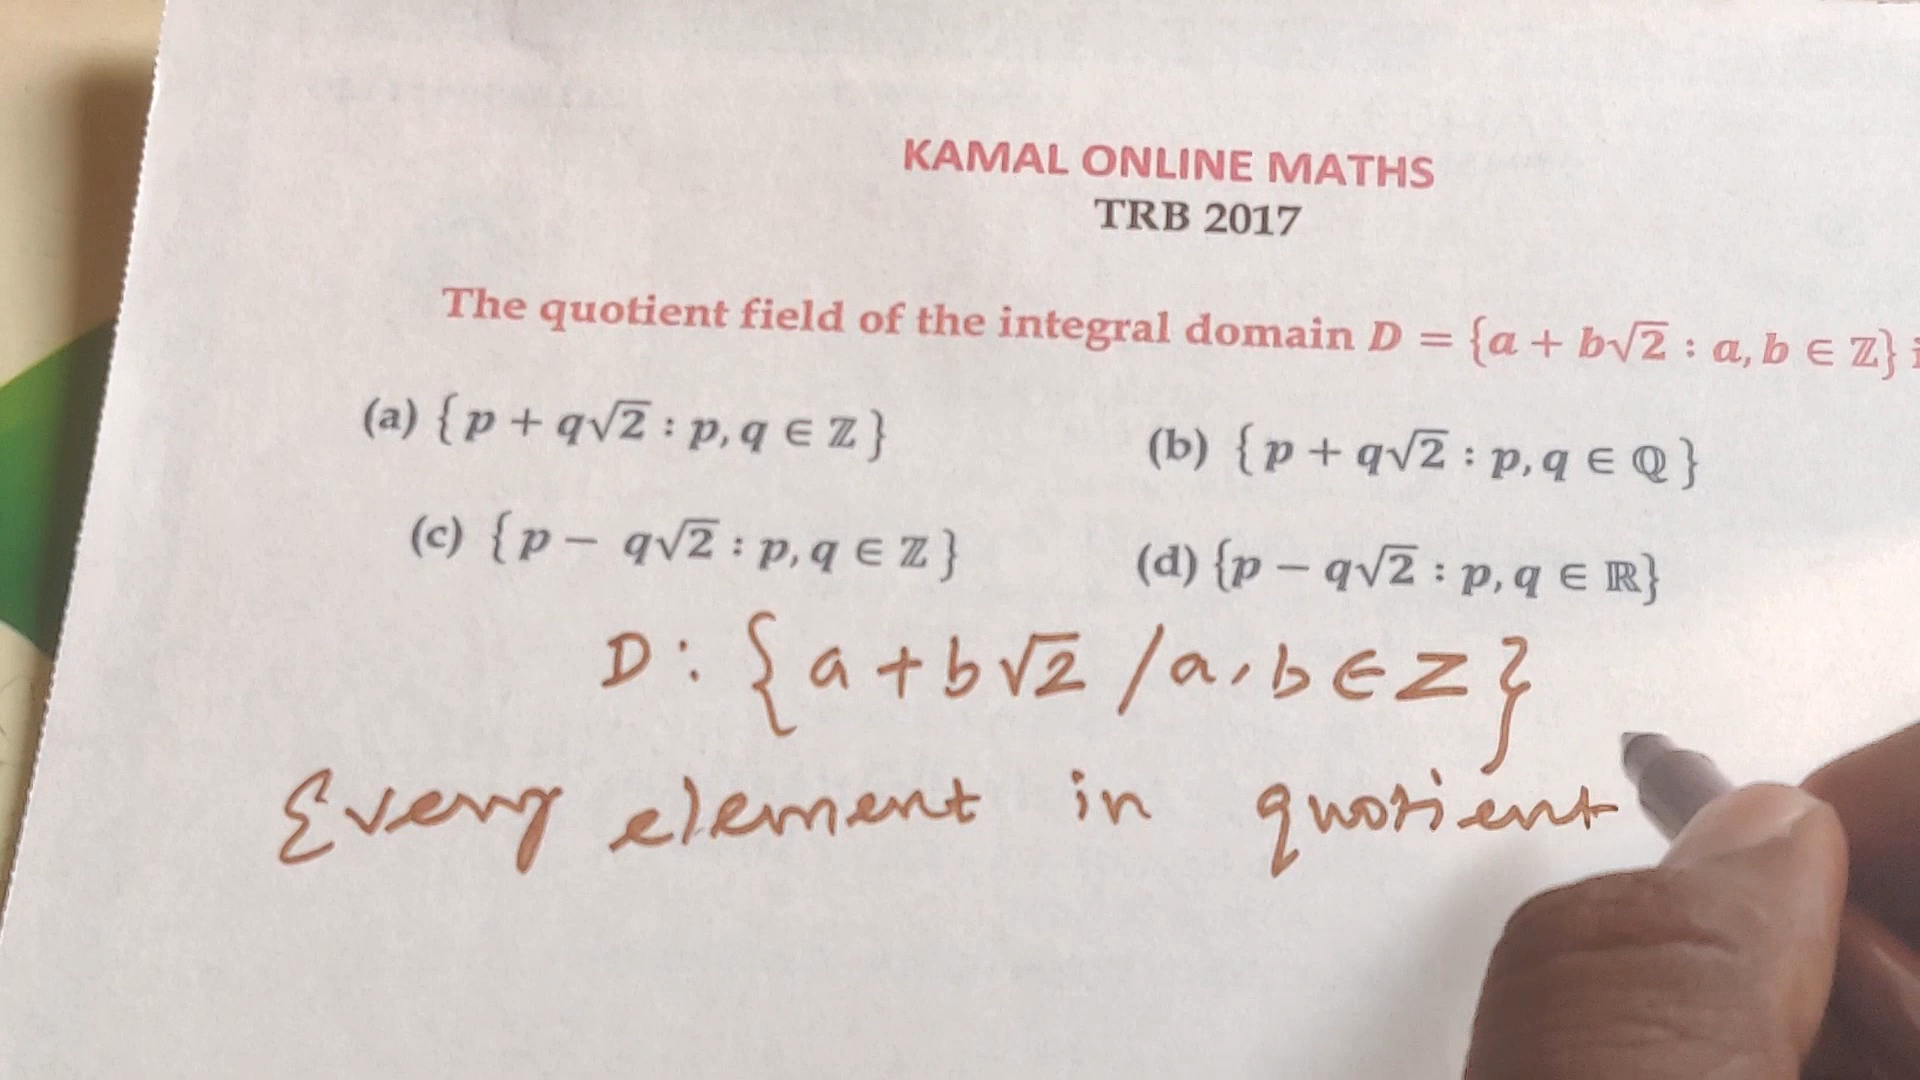 KAMAL ONLINE MATHS
TRB 2017
The quotient field of the integral domain D = {a + b√2 : a, b ∈ ℤ} i
(a) { p + q√2 : p, q ∈ ℤ }
(b) { p + q√2 : p, q ∈ ℚ }
(c) { p − q√2 : p, q ∈ ℤ }
(d) {p − q√2 : p, q ∈ ℝ}
D : { a + b√2 / a, b ∈ Z }
Every element in quotient